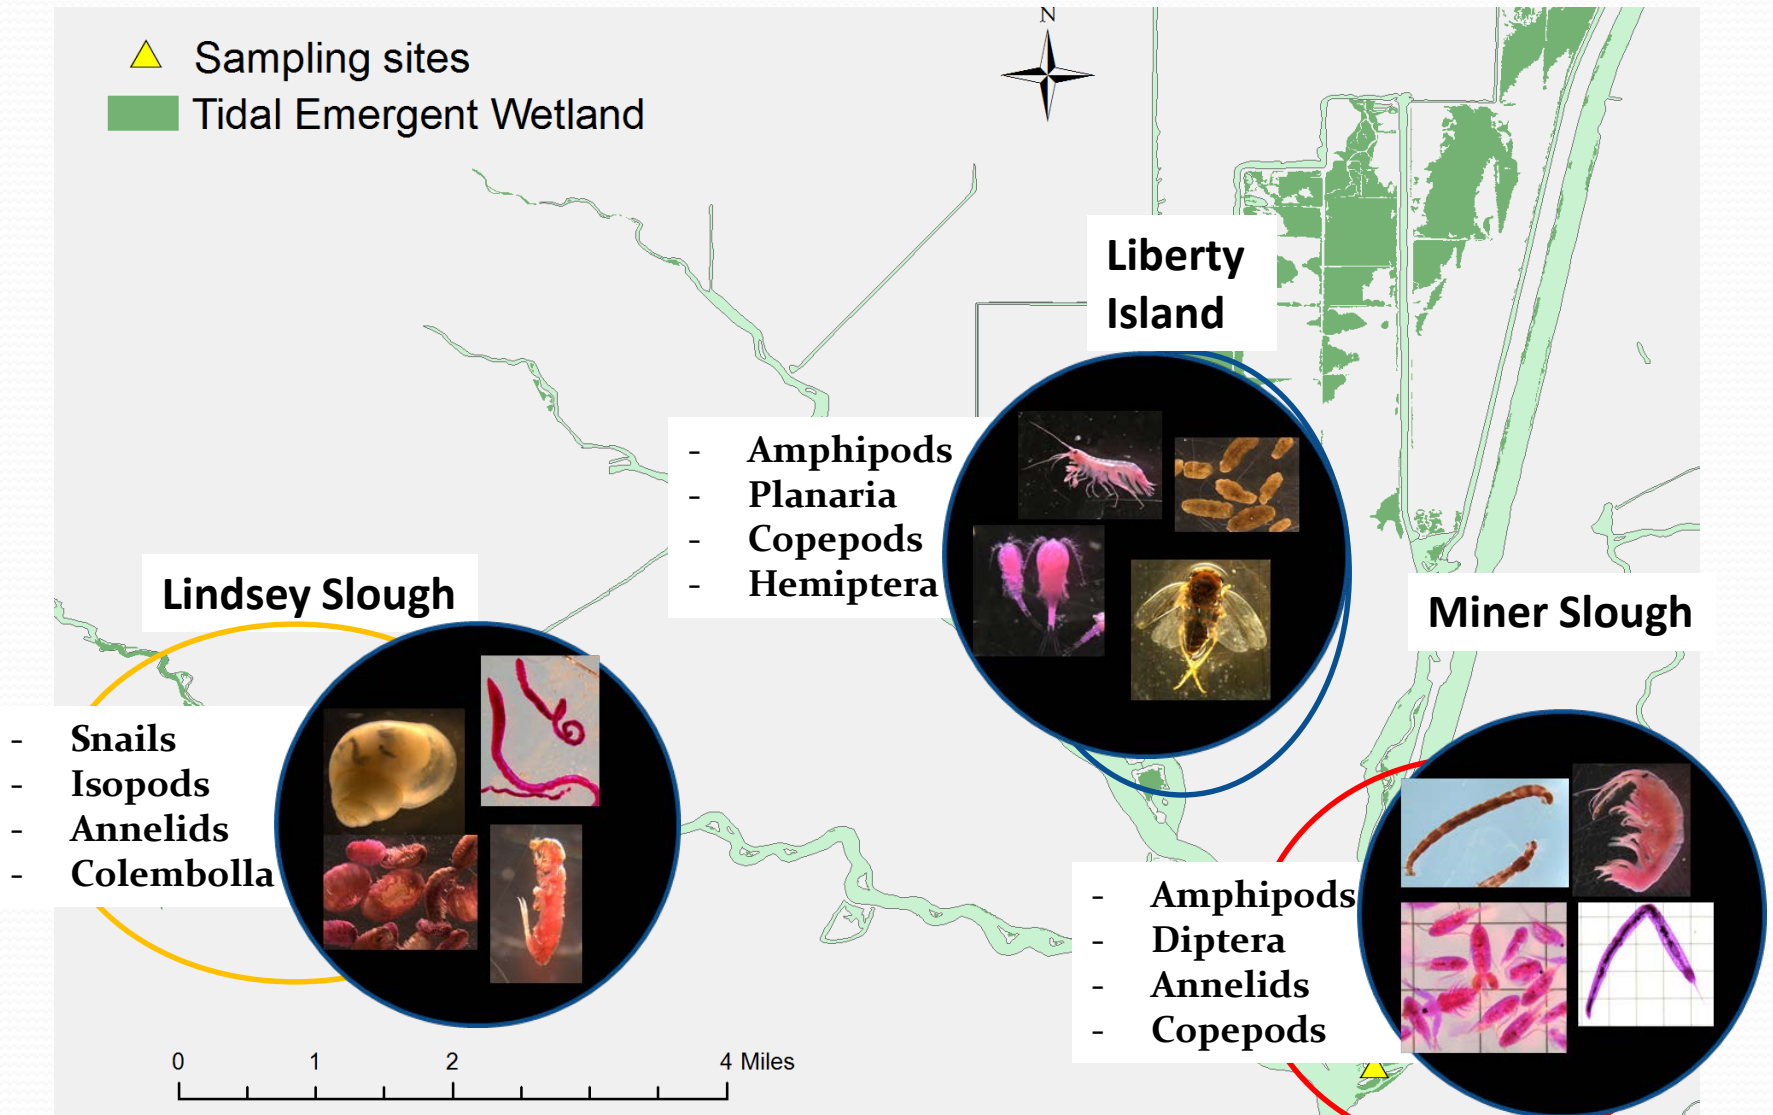 Sampling sites
Tidal Emergent Wetland
N
Liberty
Island
- Amphipods
- Planaria
- Copepods
- Hemiptera
Lindsey Slough
- Snails
- Isopods
- Annelids
- Colembolla
Miner Slough
- Amphipods
- Diptera
- Annelids
- Copepods
0 1 2 4 Miles